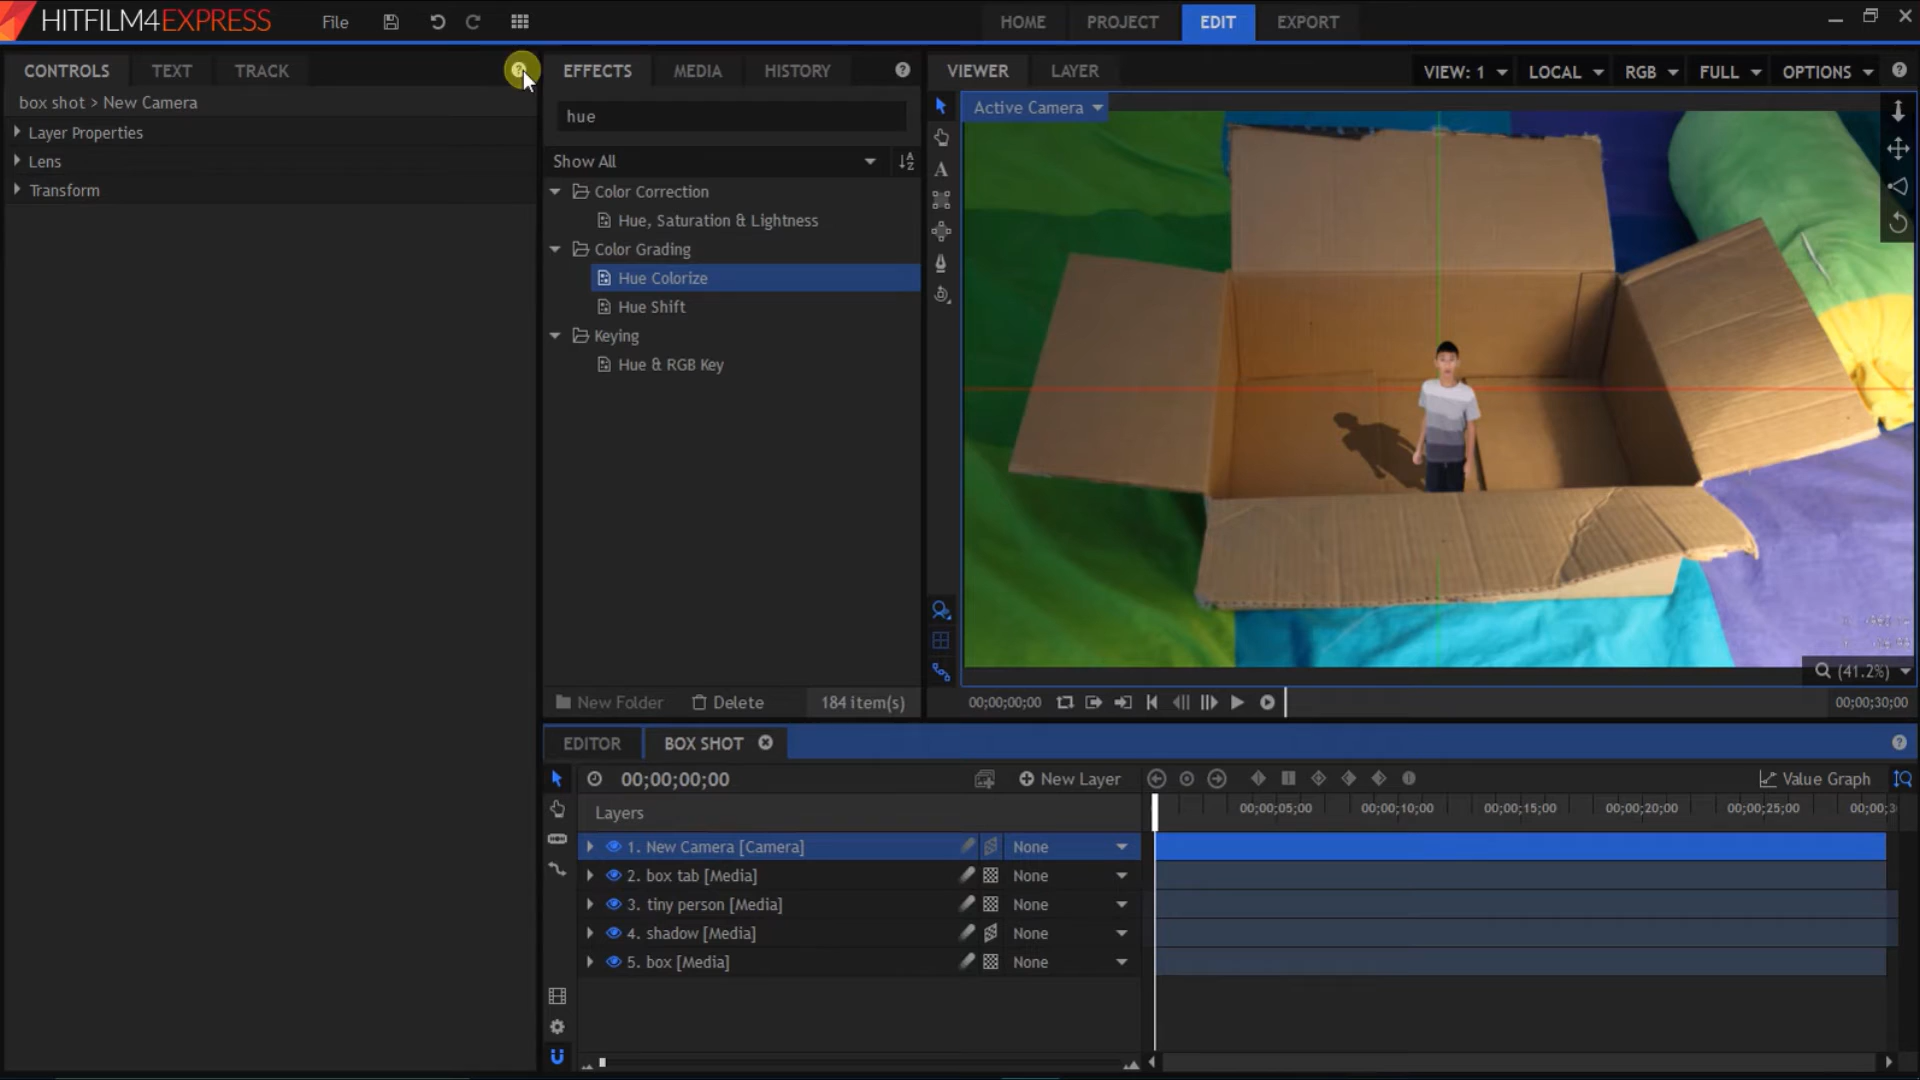 HITFILM4EXPRESS File HOME PROJECT EDIT EXPORT
CONTROLS TEXT TRACK
box shot > New Camera
Layer Properties
Lens
Transform
EFFECTS MEDIA HISTORY
hue
Show All
Color Correction
Hue, Saturation & Lightness
Color Grading
Hue Colorize
Hue Shift
Keying
Hue & RGB Key
New Folder Delete 184 item(s)
VIEWER LAYER VIEW: 1 LOCAL RGB FULL OPTIONS
Active Camera
(41.2%)
00;00;00;00 00;00;30;00
EDITOR BOX SHOT
00;00;00;00 New Layer Value Graph
Layers 00;00;05;00 00;00;10;00 00;00;15;00 00;00;20;00 00;00;25;00
1. New Camera [Camera] None
2. box tab [Media] None
3. tiny person [Media] None
4. shadow [Media] None
5. box [Media] None